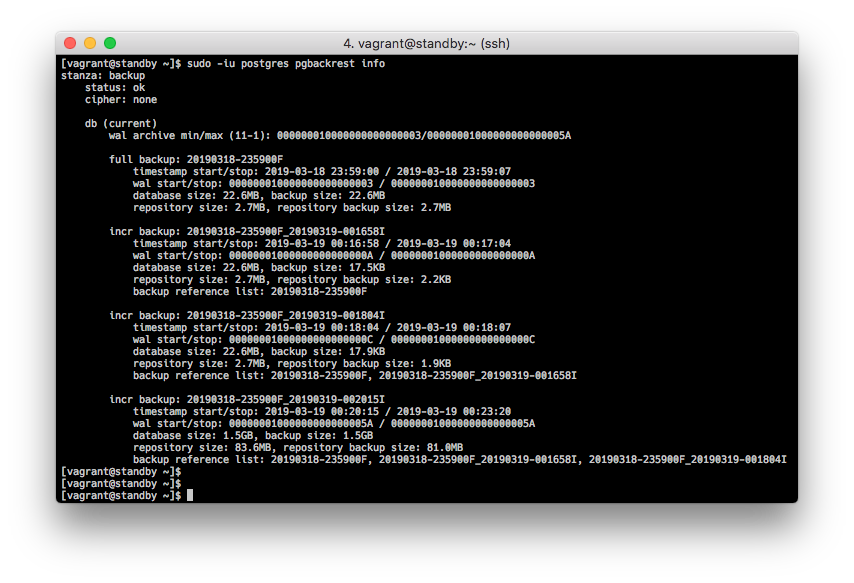 4. vagrant@standby:~ (ssh)
[vagrant@standby ~]$ sudo -iu postgres pgbackrest info
stanza: backup
    status: ok
    cipher: none

    db (current)
        wal archive min/max (11-1): 000000010000000000000003/00000001000000000000005A

        full backup: 20190318-235900F
            timestamp start/stop: 2019-03-18 23:59:00 / 2019-03-18 23:59:07
            wal start/stop: 000000010000000000000003 / 000000010000000000000003
            database size: 22.6MB, backup size: 22.6MB
            repository size: 2.7MB, repository backup size: 2.7MB

        incr backup: 20190318-235900F_20190319-001658I
            timestamp start/stop: 2019-03-19 00:16:58 / 2019-03-19 00:17:04
            wal start/stop: 00000001000000000000000A / 00000001000000000000000A
            database size: 22.6MB, backup size: 17.5KB
            repository size: 2.7MB, repository backup size: 2.2KB
            backup reference list: 20190318-235900F

        incr backup: 20190318-235900F_20190319-001804I
            timestamp start/stop: 2019-03-19 00:18:04 / 2019-03-19 00:18:07
            wal start/stop: 00000001000000000000000C / 00000001000000000000000C
            database size: 22.6MB, backup size: 17.9KB
            repository size: 2.7MB, repository backup size: 1.9KB
            backup reference list: 20190318-235900F, 20190318-235900F_20190319-001658I

        incr backup: 20190318-235900F_20190319-002015I
            timestamp start/stop: 2019-03-19 00:20:15 / 2019-03-19 00:23:20
            wal start/stop: 00000001000000000000005A / 00000001000000000000005A
            database size: 1.5GB, backup size: 1.5GB
            repository size: 83.6MB, repository backup size: 81.0MB
            backup reference list: 20190318-235900F, 20190318-235900F_20190319-001658I, 20190318-235900F_20190319-001804I
[vagrant@standby ~]$
[vagrant@standby ~]$
[vagrant@standby ~]$